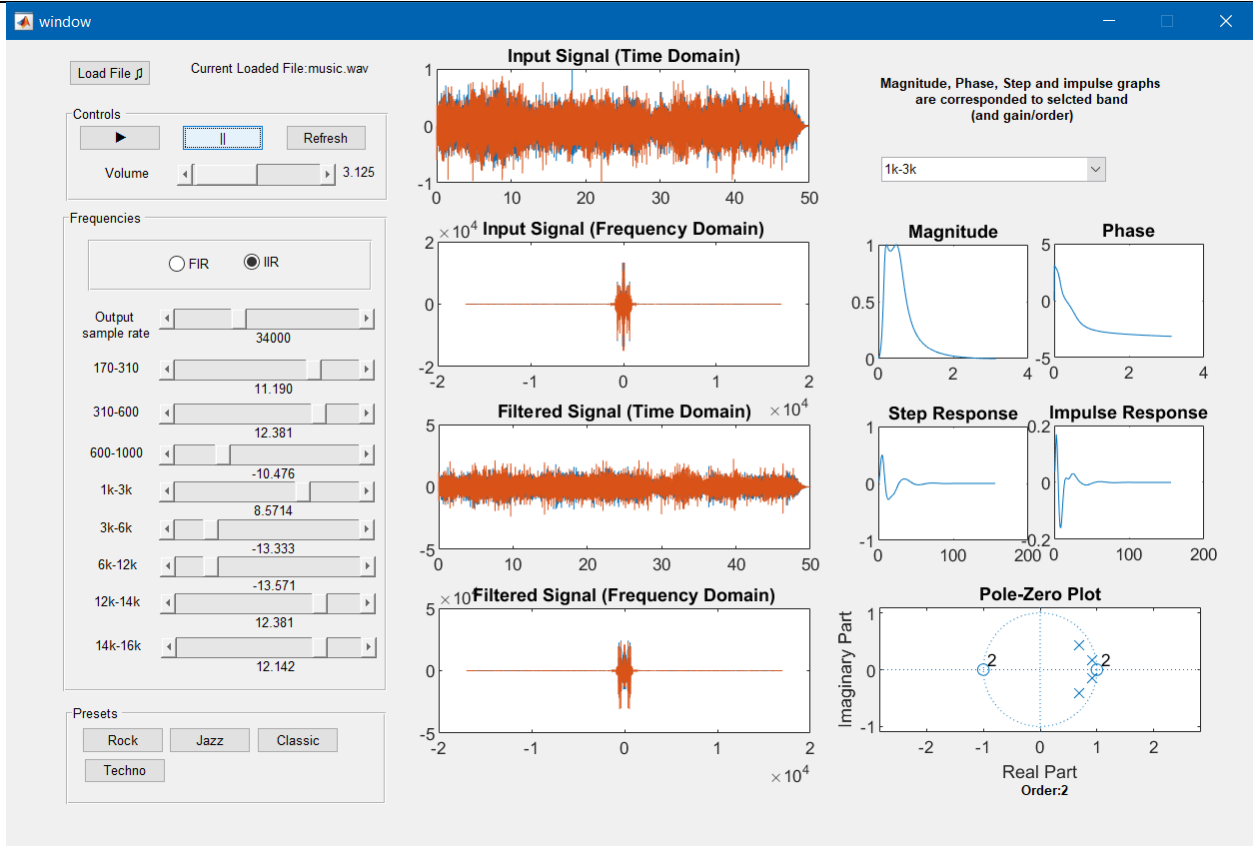 window
Load File ♫
Current Loaded File:music.wav
Controls
||
Refresh
Volume
3.125
Frequencies
FIR
IIR
Output
sample rate
34000
170-310
11.190
310-600
12.381
600-1000
-10.476
1k-3k
8.5714
3k-6k
-13.333
6k-12k
-13.571
12k-14k
12.381
14k-16k
12.142
Presets
Rock
Jazz
Classic
Techno
Input Signal (Time Domain)
1
0
-1
0 10 20 30 40 50
×10⁴ Input Signal (Frequency Domain)
2
0
-2
-2 -1 0 1 2
×10⁴
Filtered Signal (Time Domain)
5
0
-5
0 10 20 30 40 50
×10⁴ Filtered Signal (Frequency Domain)
5
0
-5
-2 -1 0 1 2
×10⁴
Magnitude, Phase, Step and impulse graphs
are corresponded to selcted band
(and gain/order)
1k-3k
Magnitude
1
0.5
0
0 2 4
Phase
5
0
-5
0 2 4
Step Response
1
0
-1
0 100 200
Impulse Response
0.2
0
-0.2
0 100 200
Pole-Zero Plot
Imaginary Part
1
0
-1
2 2
-2 -1 0 1 2
Real Part
Order:2